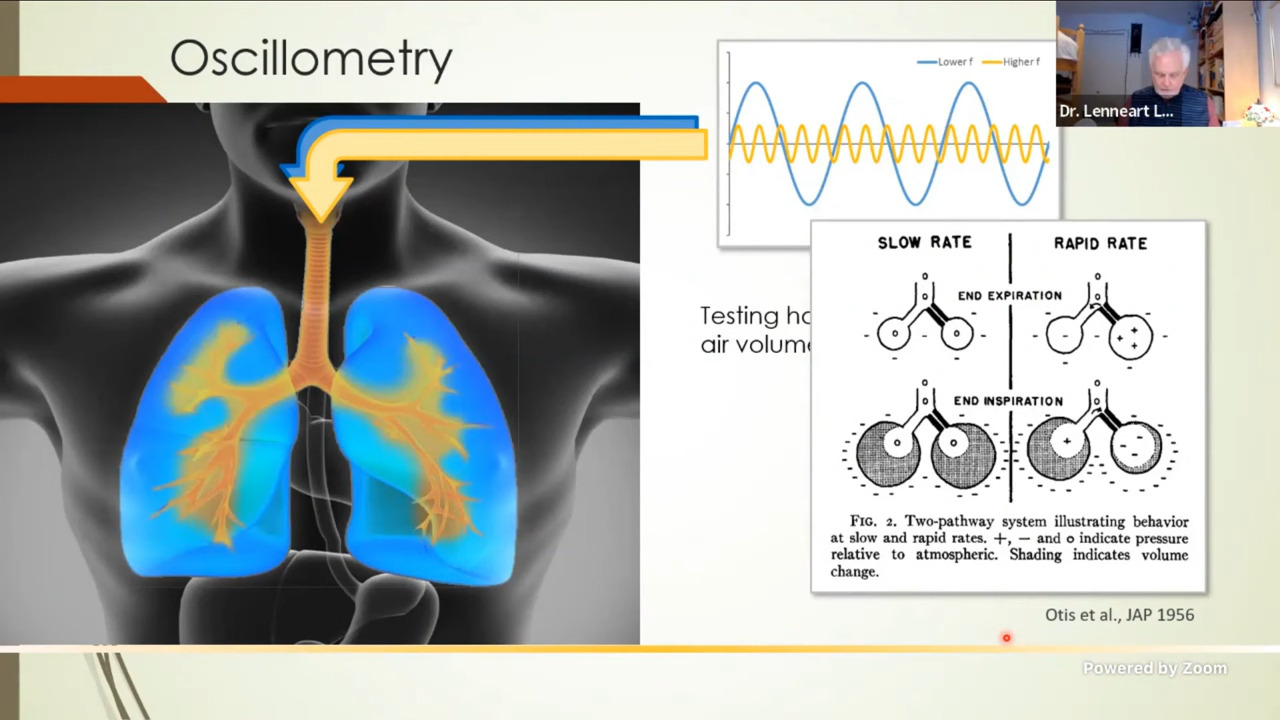 Oscillometry
Lower f Higher f
Dr. Lenneart L...
Testing
air volume
SLOW RATE RAPID RATE
END EXPIRATION
END INSPIRATION
FIG. 2. Two-pathway system illustrating behavior
at slow and rapid rates. +, − and o indicate pressure
relative to atmospheric. Shading indicates volume
change.
Otis et al., JAP 1956
Powered by Zoom